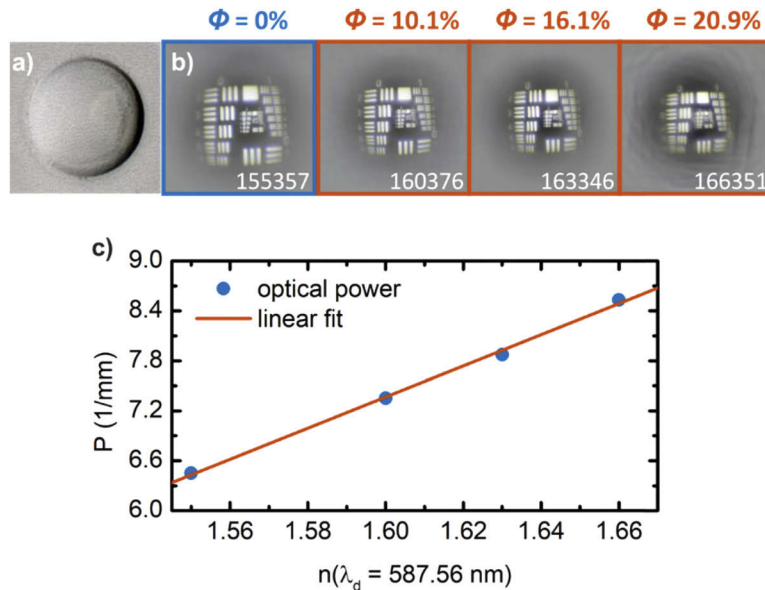 Φ = 0% Φ = 10.1% Φ = 16.1% Φ = 20.9%
a) b)
155357 160376 163346 166351
c)
9.0
8.4
7.8
7.2
6.6
6.0
P (1/mm)
optical power
linear fit
1.56 1.58 1.60 1.62 1.64 1.66
n(λd = 587.56 nm)